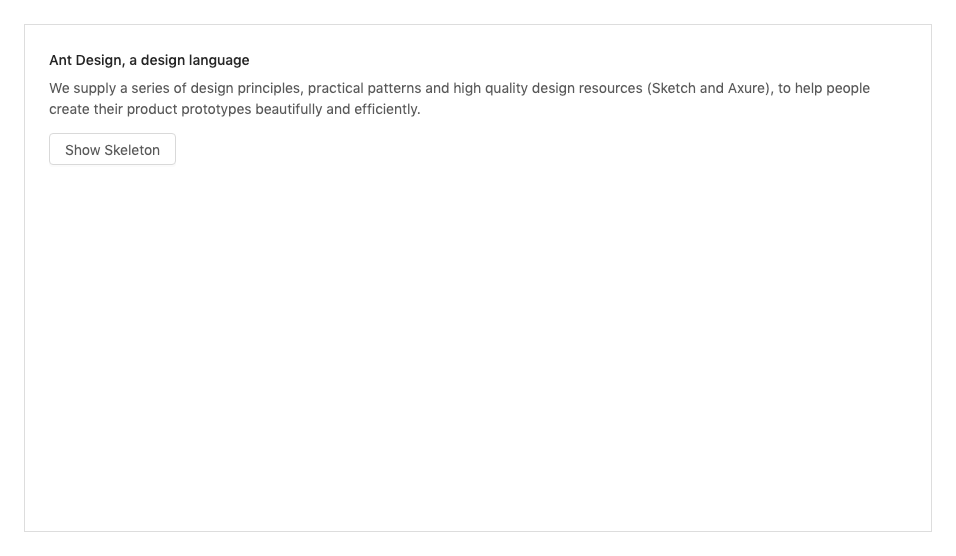 Ant Design, a design language
We supply a series of design principles, practical patterns and high quality design resources (Sketch and Axure), to help people
create their product prototypes beautifully and efficiently.
Show Skeleton